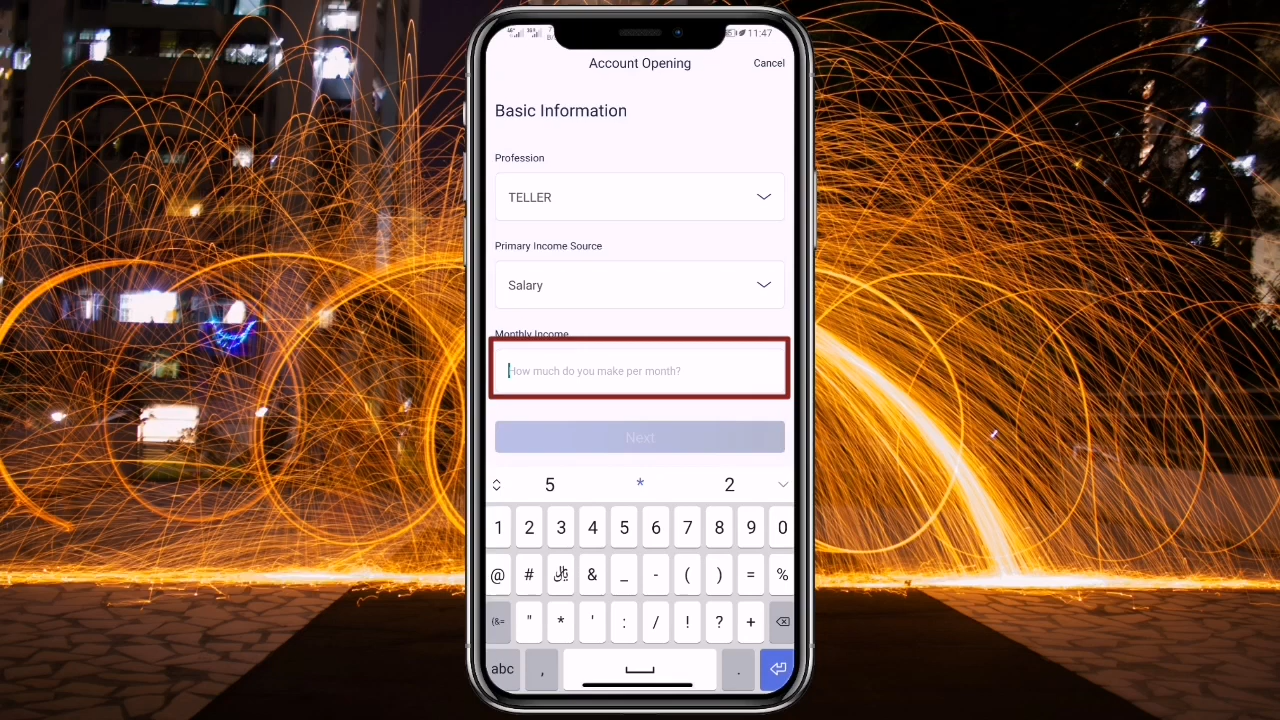 11:47
Account Opening
Cancel
Basic Information
Profession
TELLER
Primary Income Source
Salary
Monthly Income
How much do you make per month?
Next
5 * 2
1 2 3 4 5 6 7 8 9 0
@ # ﷼ & _ - ( ) = %
(&= " * ' : / ! ? +
abc , .